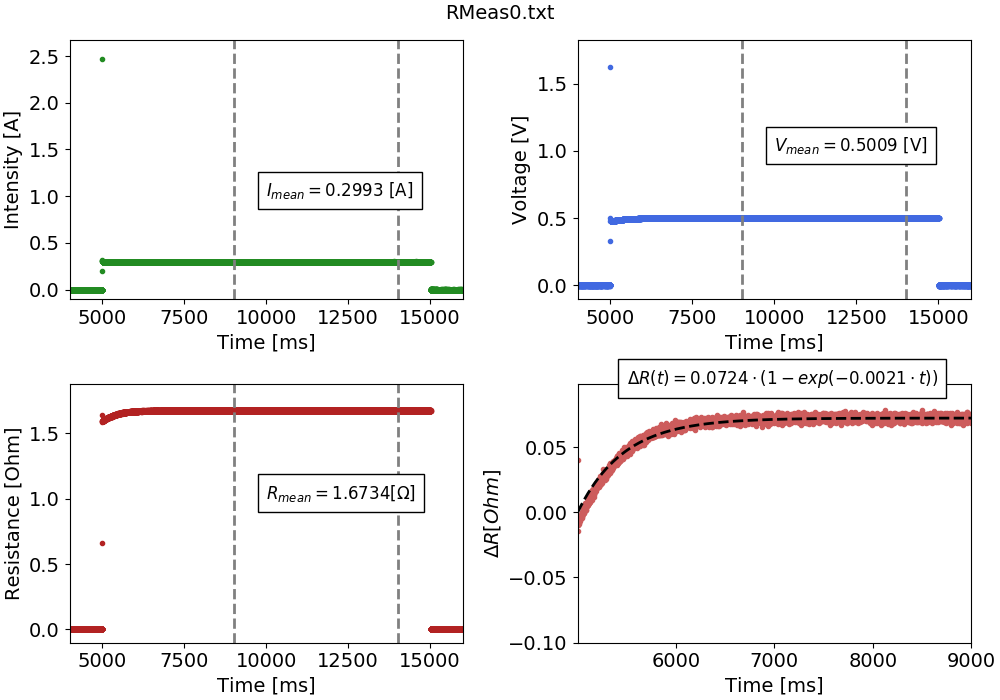 RMeas0.txt
Intensity [A]
2.5
2.0
1.5
1.0
0.5
0.0
I_mean = 0.2993 [A]
5000 7500 10000 12500 15000
Time [ms]
Voltage [V]
1.5
1.0
0.5
0.0
V_mean = 0.5009 [V]
5000 7500 10000 12500 15000
Time [ms]
Resistance [Ohm]
1.5
1.0
0.5
0.0
R_mean = 1.6734[Ω]
5000 7500 10000 12500 15000
Time [ms]
ΔR(t) = 0.0724 · (1 − exp(−0.0021 · t))
ΔR[Ohm]
0.05
0.00
−0.05
−0.10
6000 7000 8000 9000
Time [ms]